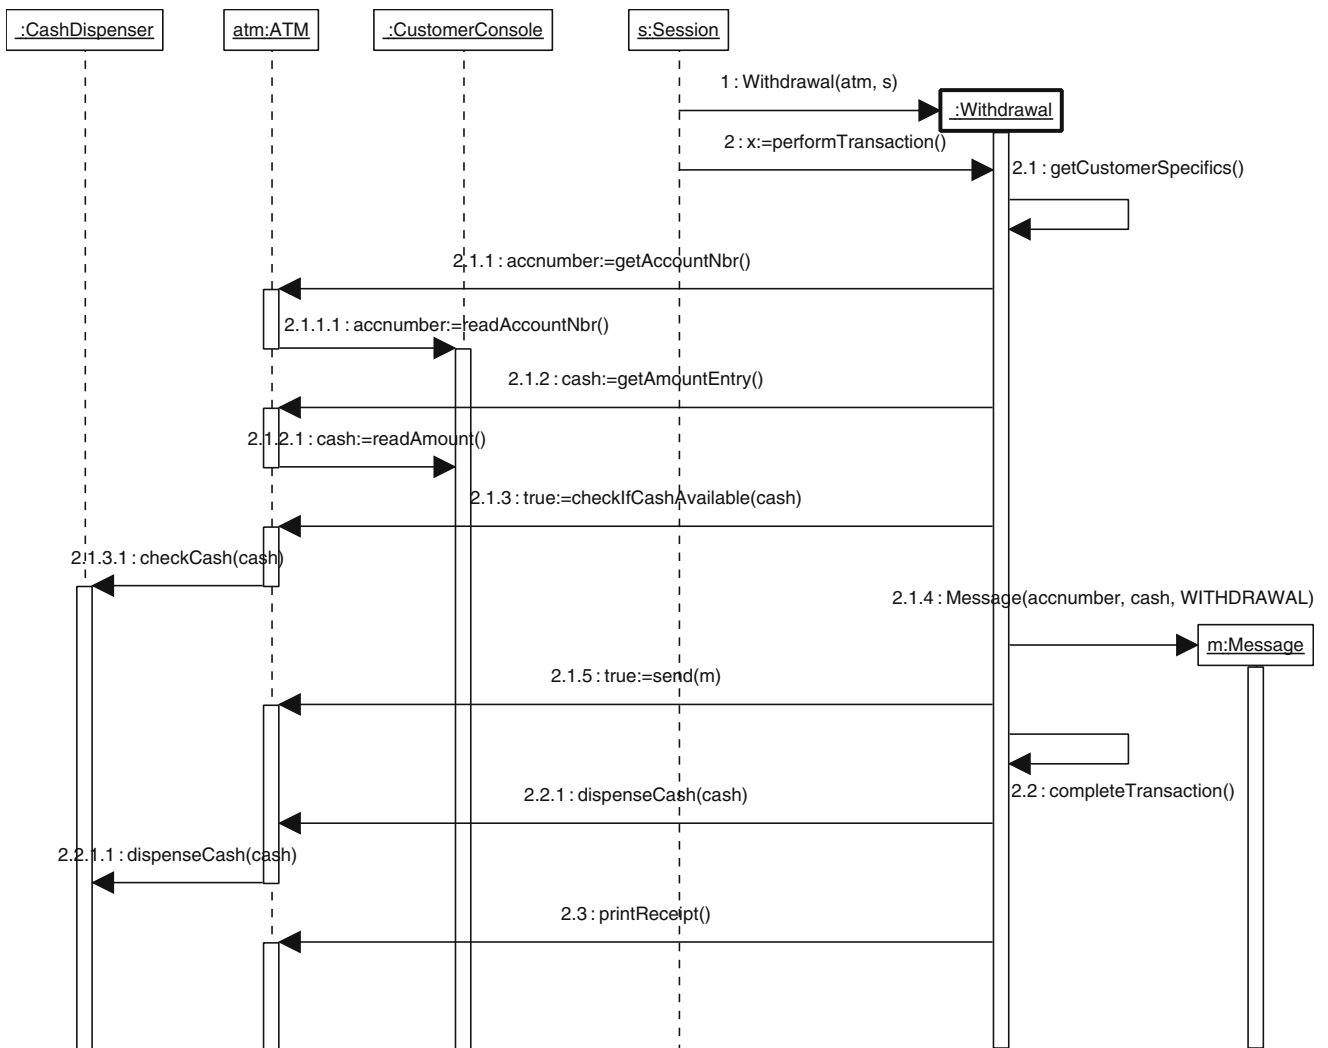 :CashDispenser
atm:ATM
:CustomerConsole
s:Session
1 : Withdrawal(atm, s)
:Withdrawal
2 : x:=performTransaction()
2.1 : getCustomerSpecifics()
2.1.1 : accnumber:=getAccountNbr()
2.1.1.1 : accnumber:=readAccountNbr()
2.1.2 : cash:=getAmountEntry()
2.1.2.1 : cash:=readAmount()
2.1.3 : true:=checkIfCashAvailable(cash)
2.1.3.1 : checkCash(cash)
2.1.4 : Message(accnumber, cash, WITHDRAWAL)
m:Message
2.1.5 : true:=send(m)
2.2 : completeTransaction()
2.2.1 : dispenseCash(cash)
2.2.1.1 : dispenseCash(cash)
2.3 : printReceipt()